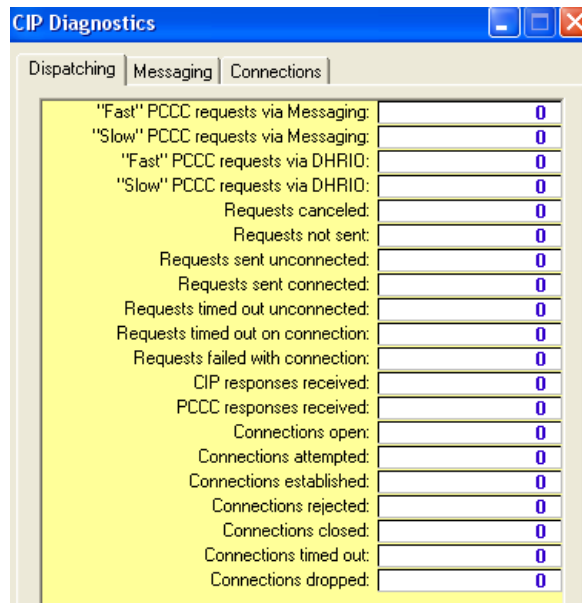 CIP Diagnostics
Dispatching Messaging Connections
"Fast" PCCC requests via Messaging: 0
"Slow" PCCC requests via Messaging: 0
"Fast" PCCC requests via DHRIO: 0
"Slow" PCCC requests via DHRIO: 0
Requests canceled: 0
Requests not sent: 0
Requests sent unconnected: 0
Requests sent connected: 0
Requests timed out unconnected: 0
Requests timed out on connection: 0
Requests failed with connection: 0
CIP responses received: 0
PCCC responses received: 0
Connections open: 0
Connections attempted: 0
Connections established: 0
Connections rejected: 0
Connections closed: 0
Connections timed out: 0
Connections dropped: 0